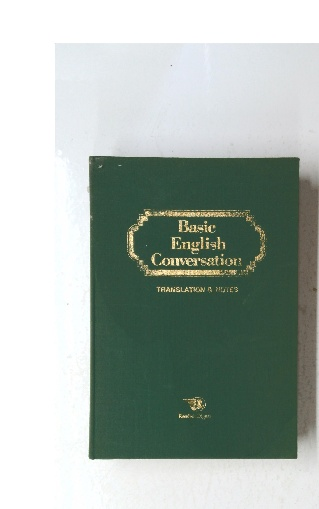 Basic
English
Conversation
TRANSLATION & NOTES